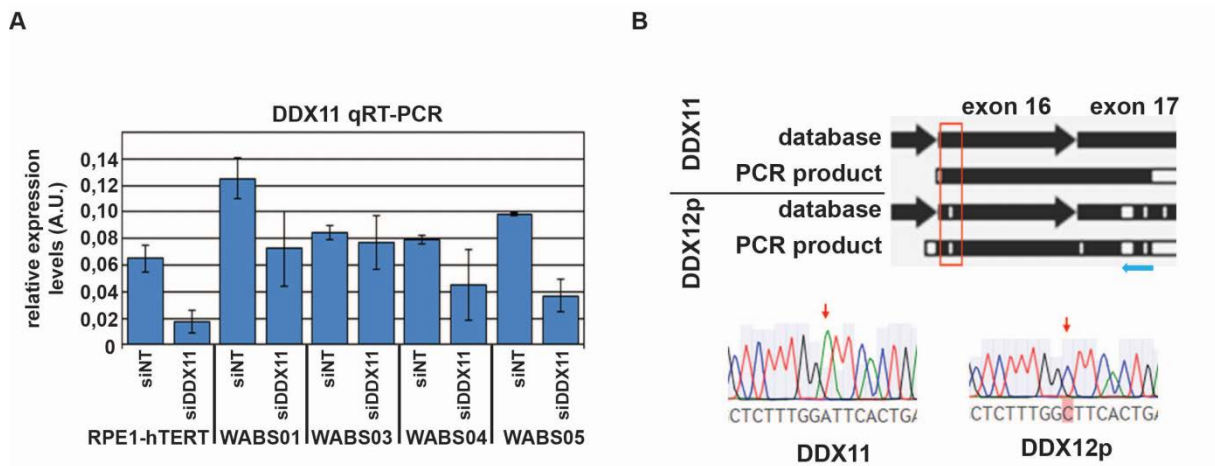 A
DDX11 qRT-PCR
relative expression
levels (A.U.)
0,14
0,12
0,10
0,08
0,06
0,04
0,02
0
siNT
siDDX11
siNT
siDDX11
siNT
siDDX11
siNT
siDDX11
siNT
siDDX11
RPE1-hTERT WABS01 WABS03 WABS04 WABS05
B
exon 16 exon 17
DDX11
database
PCR product
DDX12p
database
PCR product
CTCTTTGGATTCACTGA
CTCTTTGGCTTCACTGA
DDX11 DDX12p